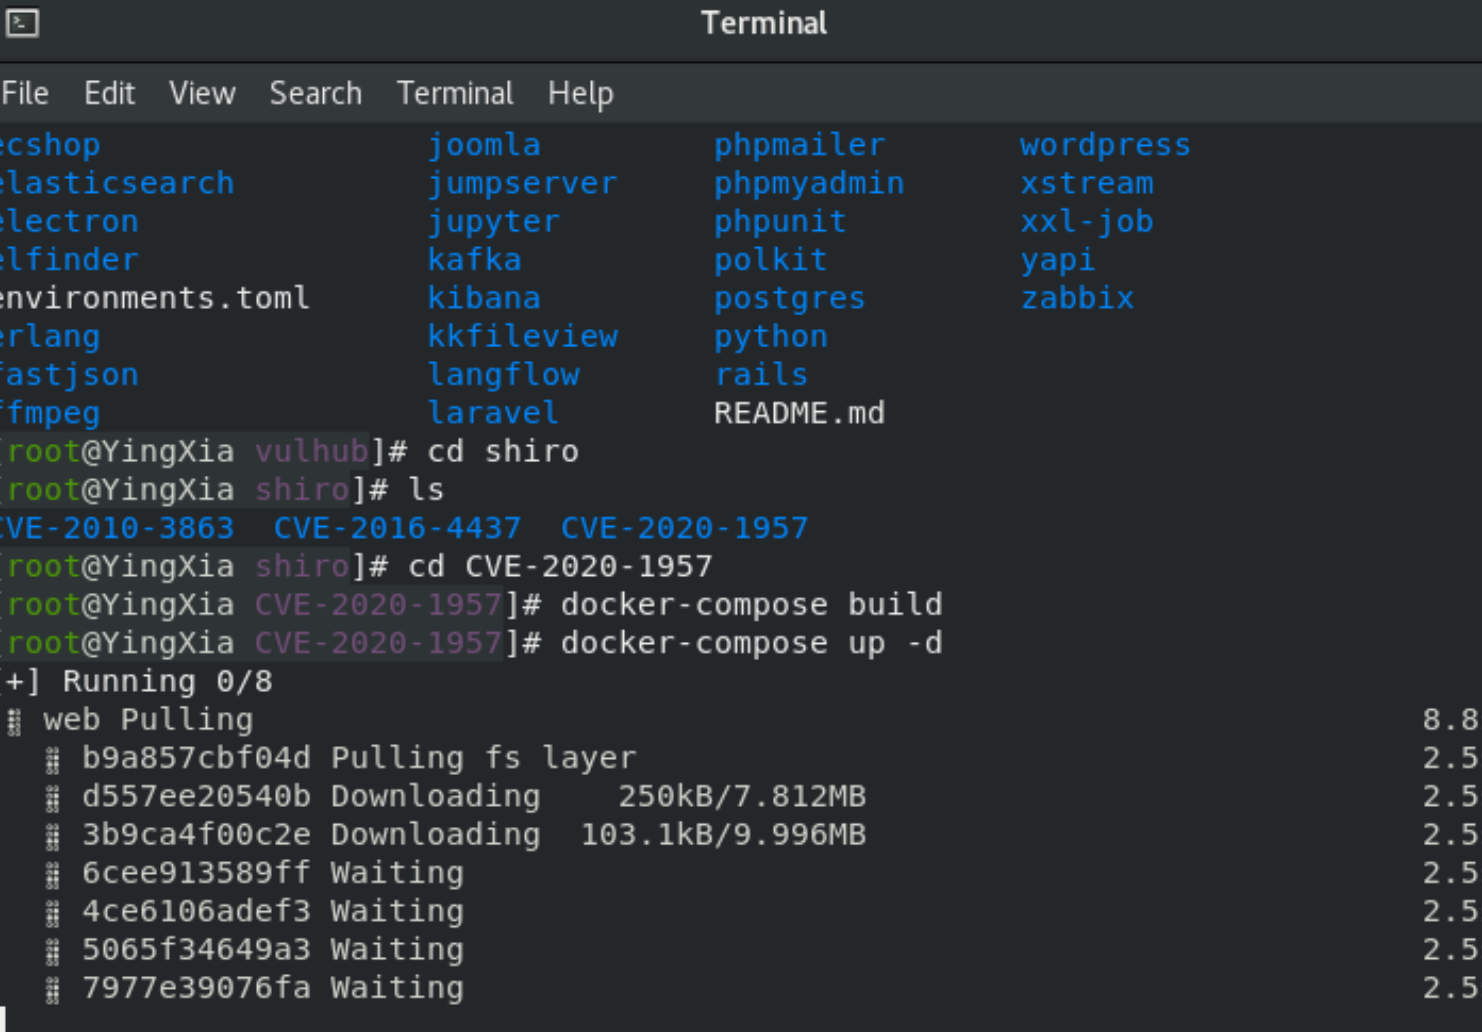 Terminal
File Edit View Search Terminal Help
ecshop joomla phpmailer wordpress
elasticsearch jumpserver phpmyadmin xstream
electron jupyter phpunit xxl-job
elfinder kafka polkit yapi
environments.toml kibana postgres zabbix
erlang kkfileview python
fastjson langflow rails
ffmpeg laravel README.md
[root@YingXia vulhub]# cd shiro
[root@YingXia shiro]# ls
CVE-2010-3863 CVE-2016-4437 CVE-2020-1957
[root@YingXia shiro]# cd CVE-2020-1957
[root@YingXia CVE-2020-1957]# docker-compose build
[root@YingXia CVE-2020-1957]# docker-compose up -d
[+] Running 0/8
⣿ web Pulling 8.8
⣿ b9a857cbf04d Pulling fs layer 2.5
⣿ d557ee20540b Downloading 250kB/7.812MB 2.5
⣿ 3b9ca4f00c2e Downloading 103.1kB/9.996MB 2.5
⣿ 6cee913589ff Waiting 2.5
⣿ 4ce6106adef3 Waiting 2.5
⣿ 5065f34649a3 Waiting 2.5
⣿ 7977e39076fa Waiting 2.5